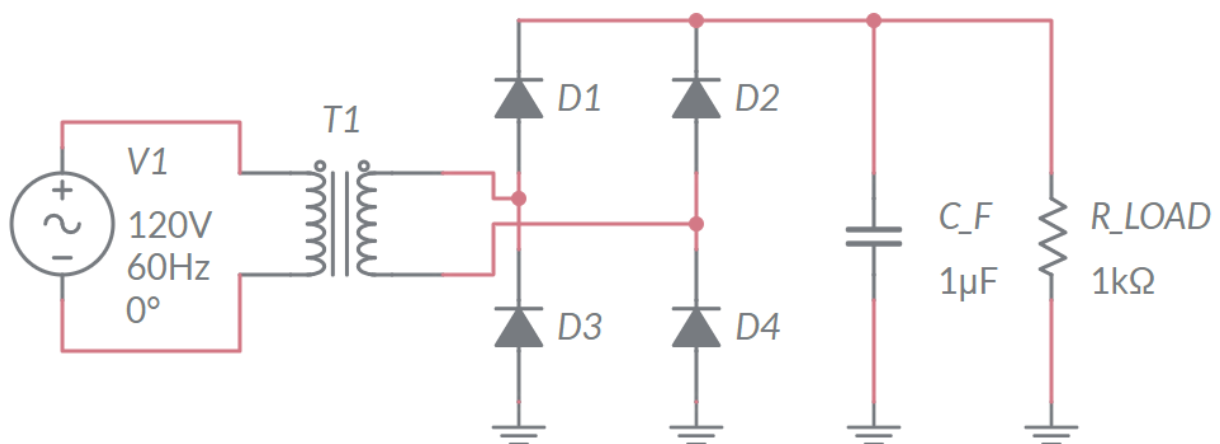 D1
D2
T1
V1
120V
60Hz
0°
C_F
1µF
R_LOAD
1kΩ
D3
D4